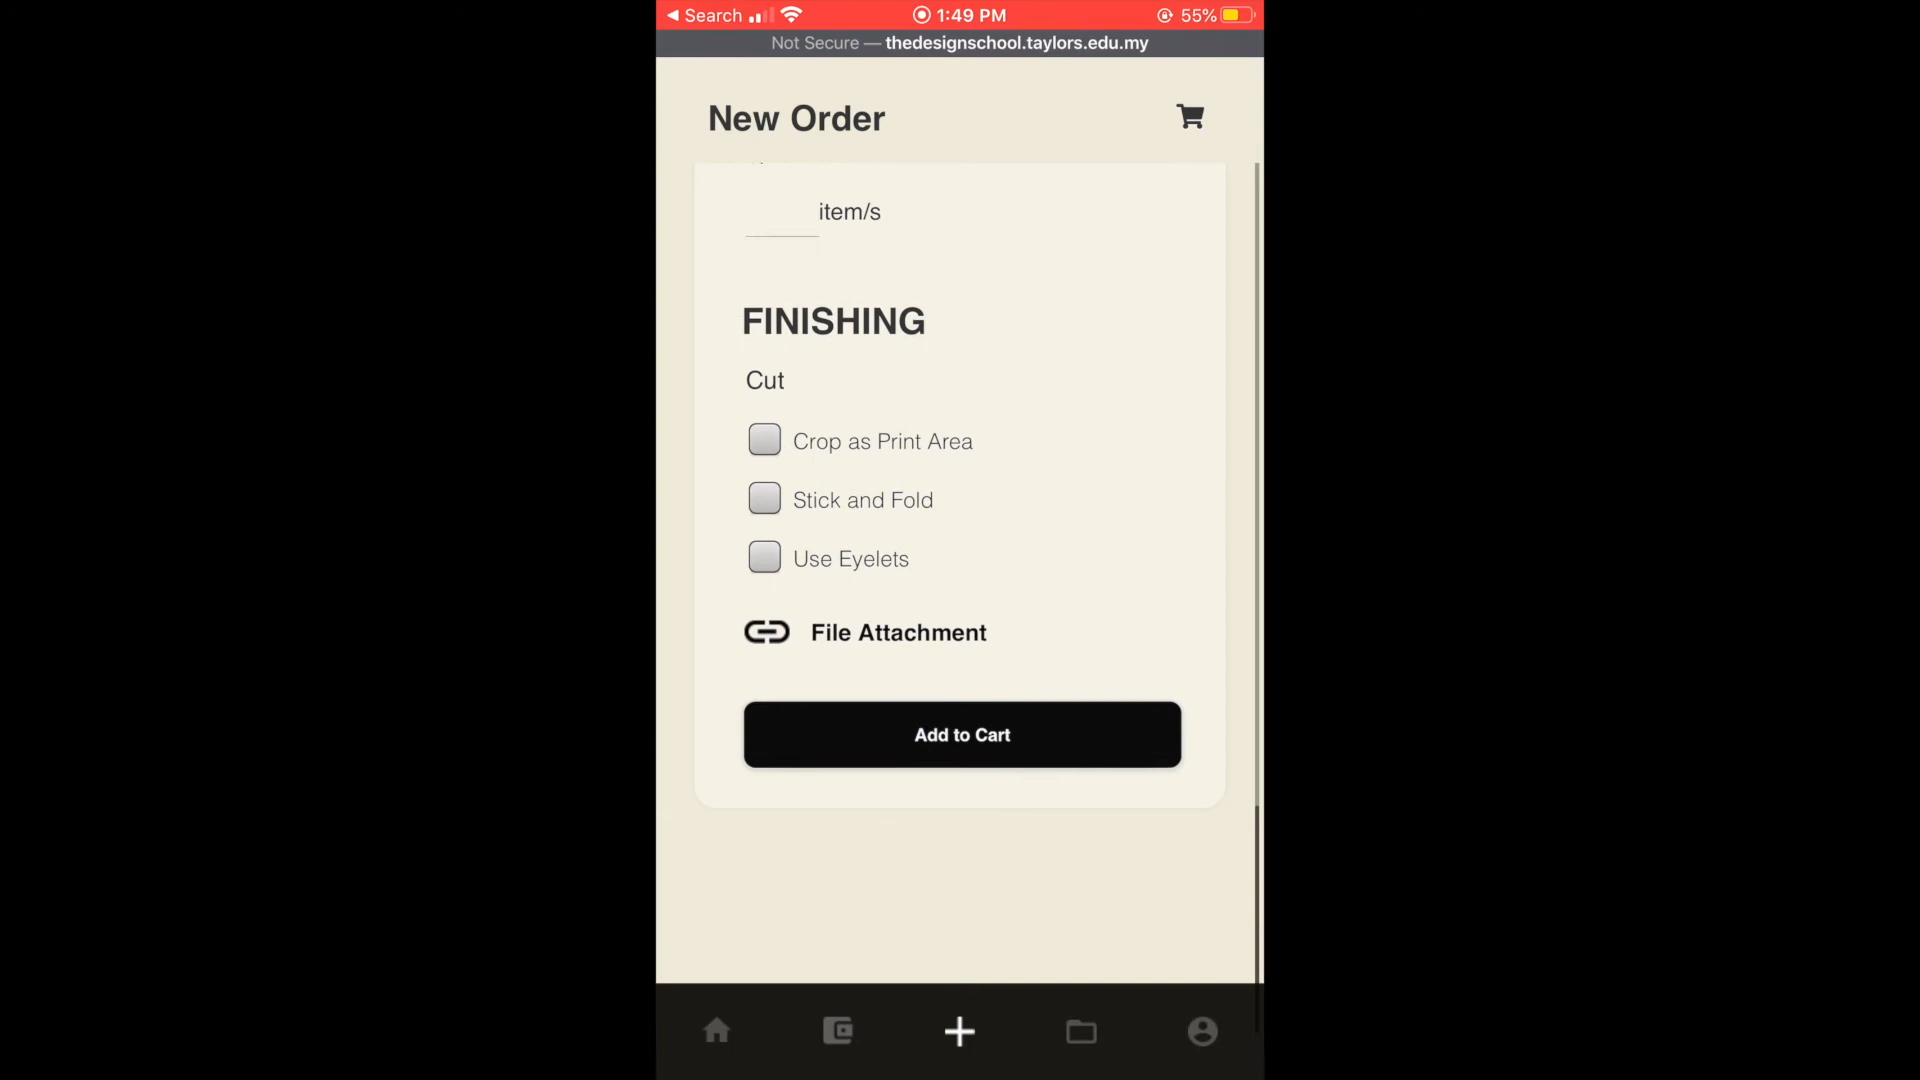 Search
1:49 PM
55%
Not Secure — thedesignschool.taylors.edu.my
New Order
item/s
FINISHING
Cut
Crop as Print Area
Stick and Fold
Use Eyelets
File Attachment
Add to Cart